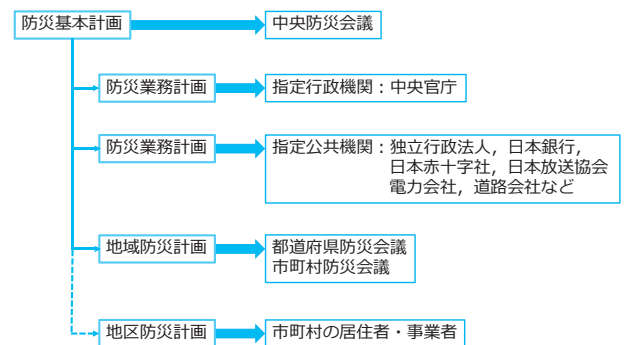 防災基本計画
中央防災会議
防災業務計画
指定行政機関：中央官庁
防災業務計画
指定公共機関：独立行政法人，日本銀行，
日本赤十字社，日本放送協会
電力会社，道路会社など
地域防災計画
都道府県防災会議
市町村防災会議
地区防災計画
市町村の居住者・事業者